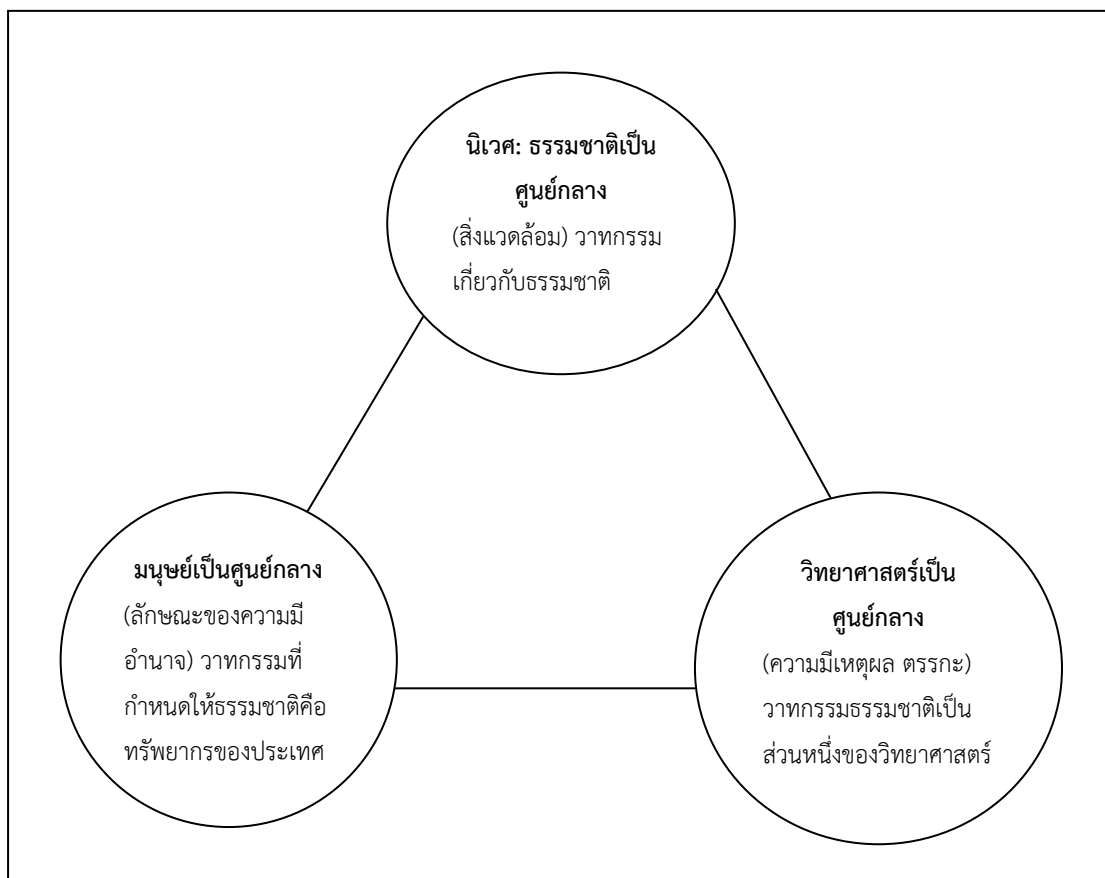 นิเวศ: ธรรมชาติเป็น
ศูนย์กลาง
(สิ่งแวดล้อม) วาทกรรม
เกี่ยวกับธรรมชาติ
มนุษย์เป็นศูนย์กลาง
(ลักษณะของความมี
อำนาจ) วาทกรรมที่
กำหนดให้ธรรมชาติคือ
ทรัพยากรของประเทศ
วิทยาศาสตร์เป็น
ศูนย์กลาง
(ความมีเหตุผล ตรรกะ)
วาทกรรมธรรมชาติเป็น
ส่วนหนึ่งของวิทยาศาสตร์